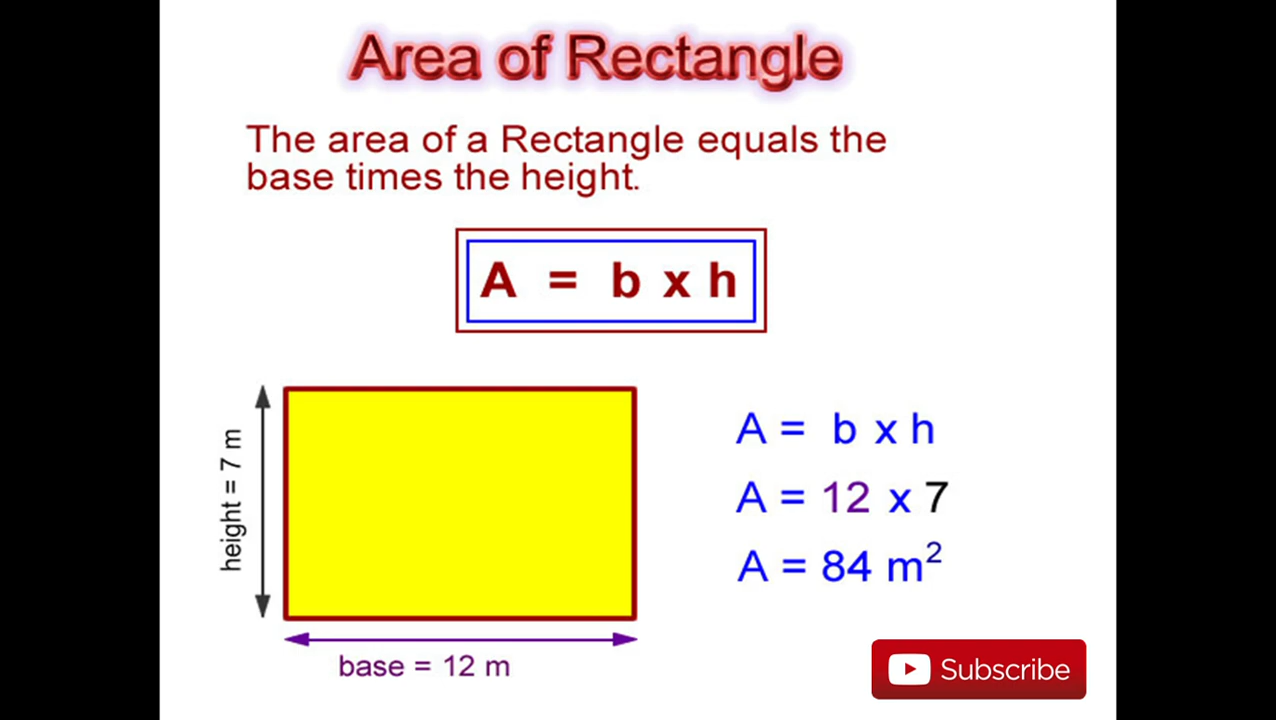 Area of Rectangle
The area of a Rectangle equals the
base times the height.
A = b x h
height = 7 m
base = 12 m
A = b x h
A = 12 x 7
A = 84 m²
Subscribe